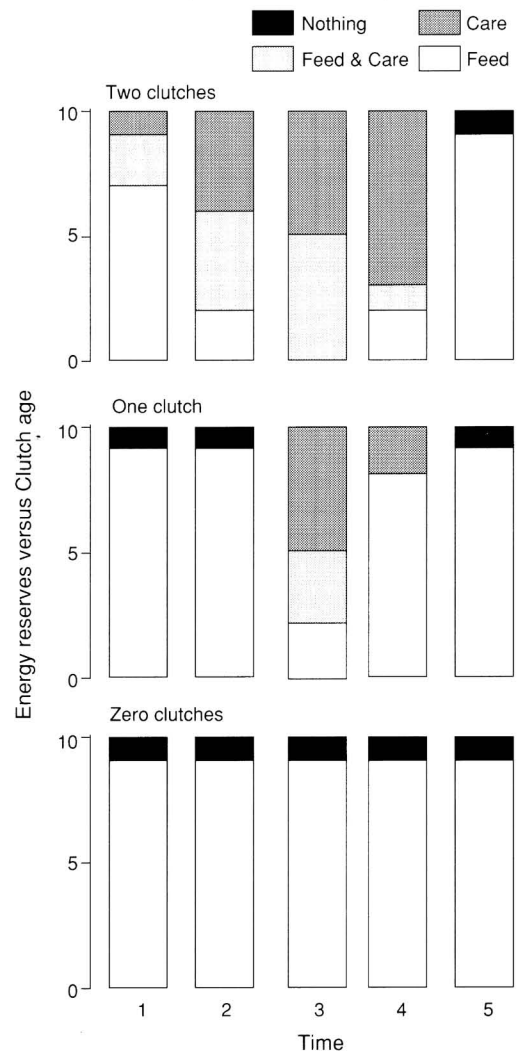 Nothing Care
Feed & Care Feed
Two clutches
10
5
0
One clutch
10
5
0
Energy reserves versus Clutch age
Zero clutches
10
5
0
1 2 3 4 5
Time